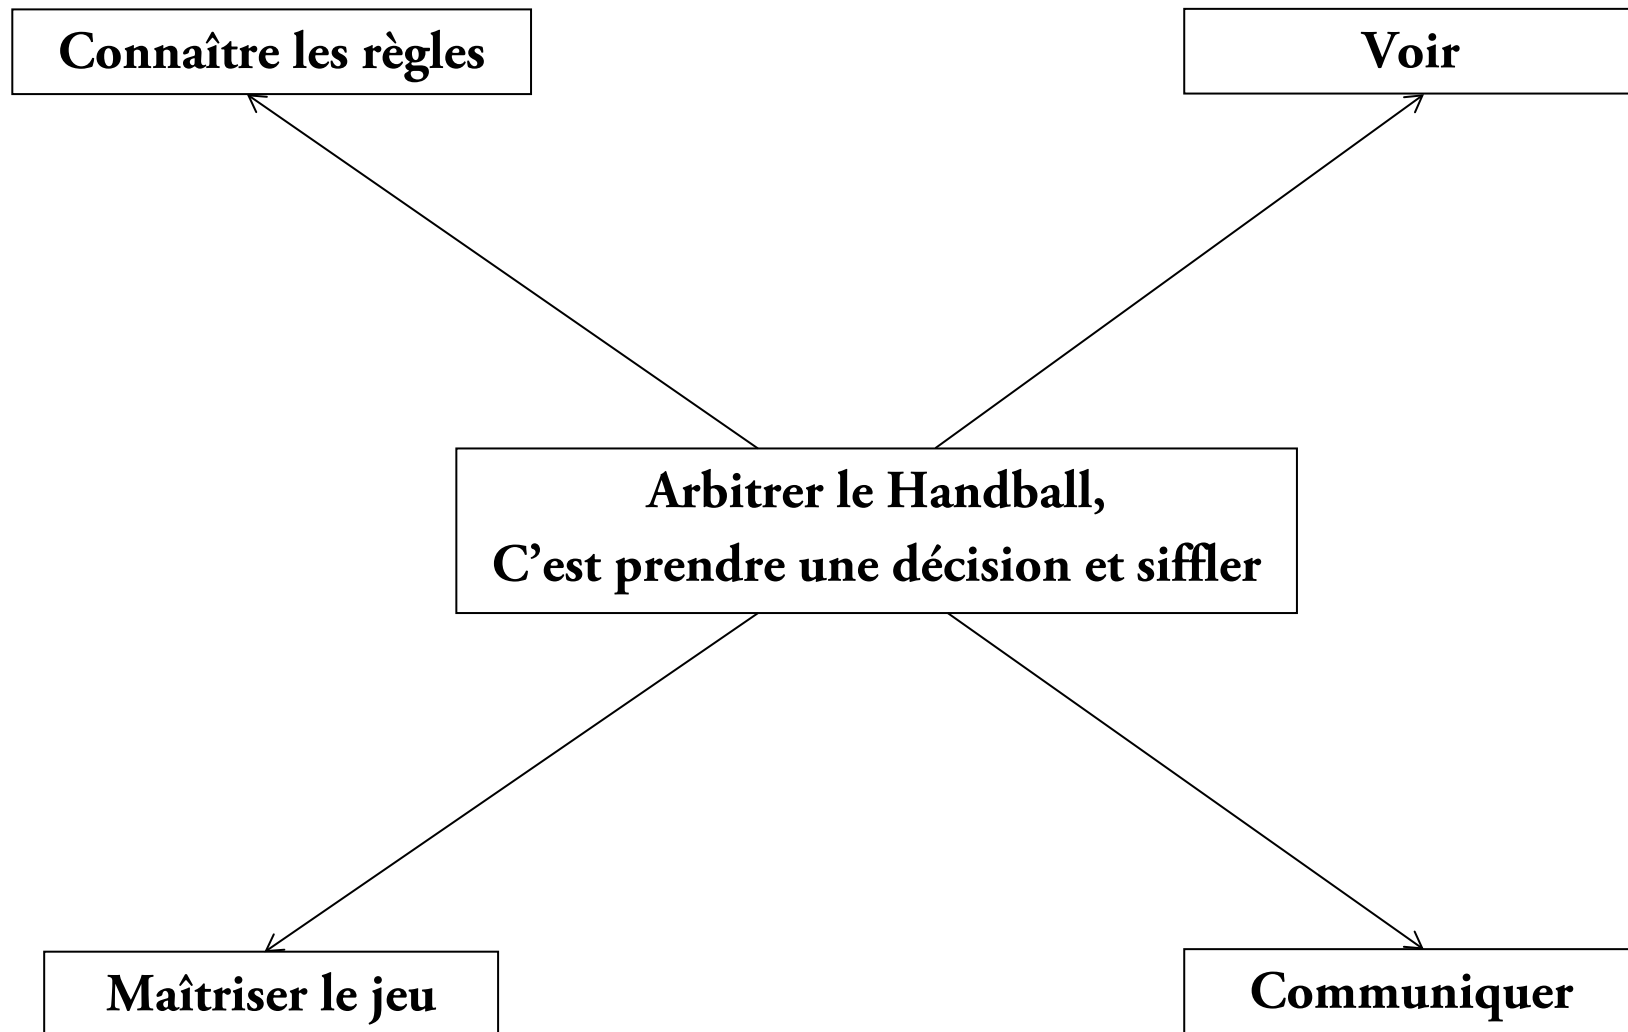 Connaître les règles
Voir
Arbitrer le Handball,
C’est prendre une décision et siffler
Maîtriser le jeu
Communiquer